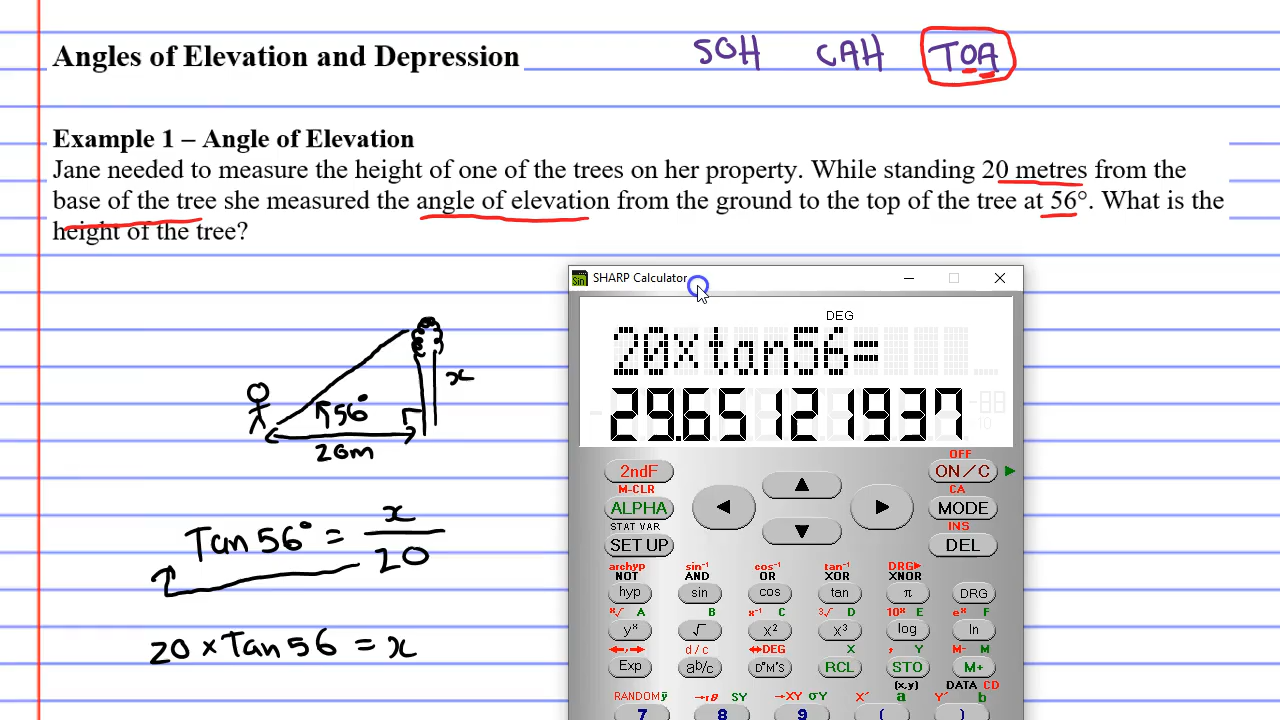 SOH CAH TOA
Angles of Elevation and Depression
Example 1 – Angle of Elevation
Jane needed to measure the height of one of the trees on her property. While standing 20 metres from the
base of the tree she measured the angle of elevation from the ground to the top of the tree at 56°. What is the
height of the tree?
SHARP Calculator
DEG
20×tan56=
29.65121937
x
56°
20m
Tan 56° = x
20
20 × Tan 56 = x
OFF
2ndF ON/C
M-CLR CA
ALPHA MODE
STAT VAR INS
SET UP DEL
archyp sin⁻¹ cos⁻¹ tan⁻¹ DRG▶
NOT AND OR XOR XNOR
hyp sin cos tan π DRG
ˣ√ A B x⁻¹ C ³√ D 10ˣ E eˣ F
yˣ √ x² x³ log ln
←,→ d/c ↔DEG X , Y M- M
Exp ab/c D°M'S RCL STO M+
(x,y) DATA CD
RANDOM ȳ →rθ SY →XY σY X´ a Y´ b
7 8 9 ( )